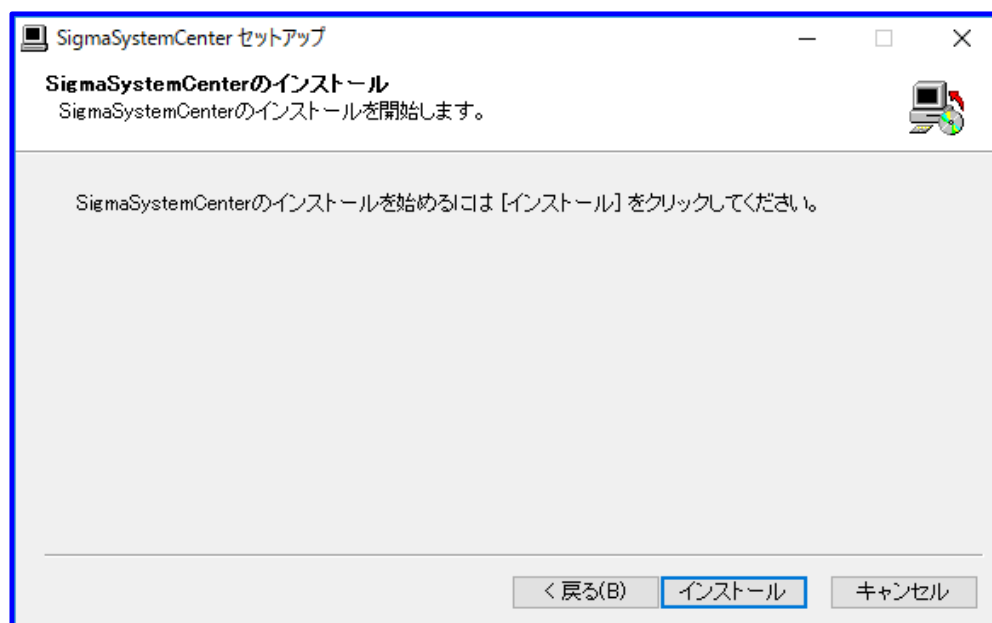 SigmaSystemCenter セットアップ
SigmaSystemCenterのインストール
SigmaSystemCenterのインストールを開始します。
SigmaSystemCenterのインストールを始めるには [インストール] をクリックしてください。
< 戻る(B)
インストール
キャンセル